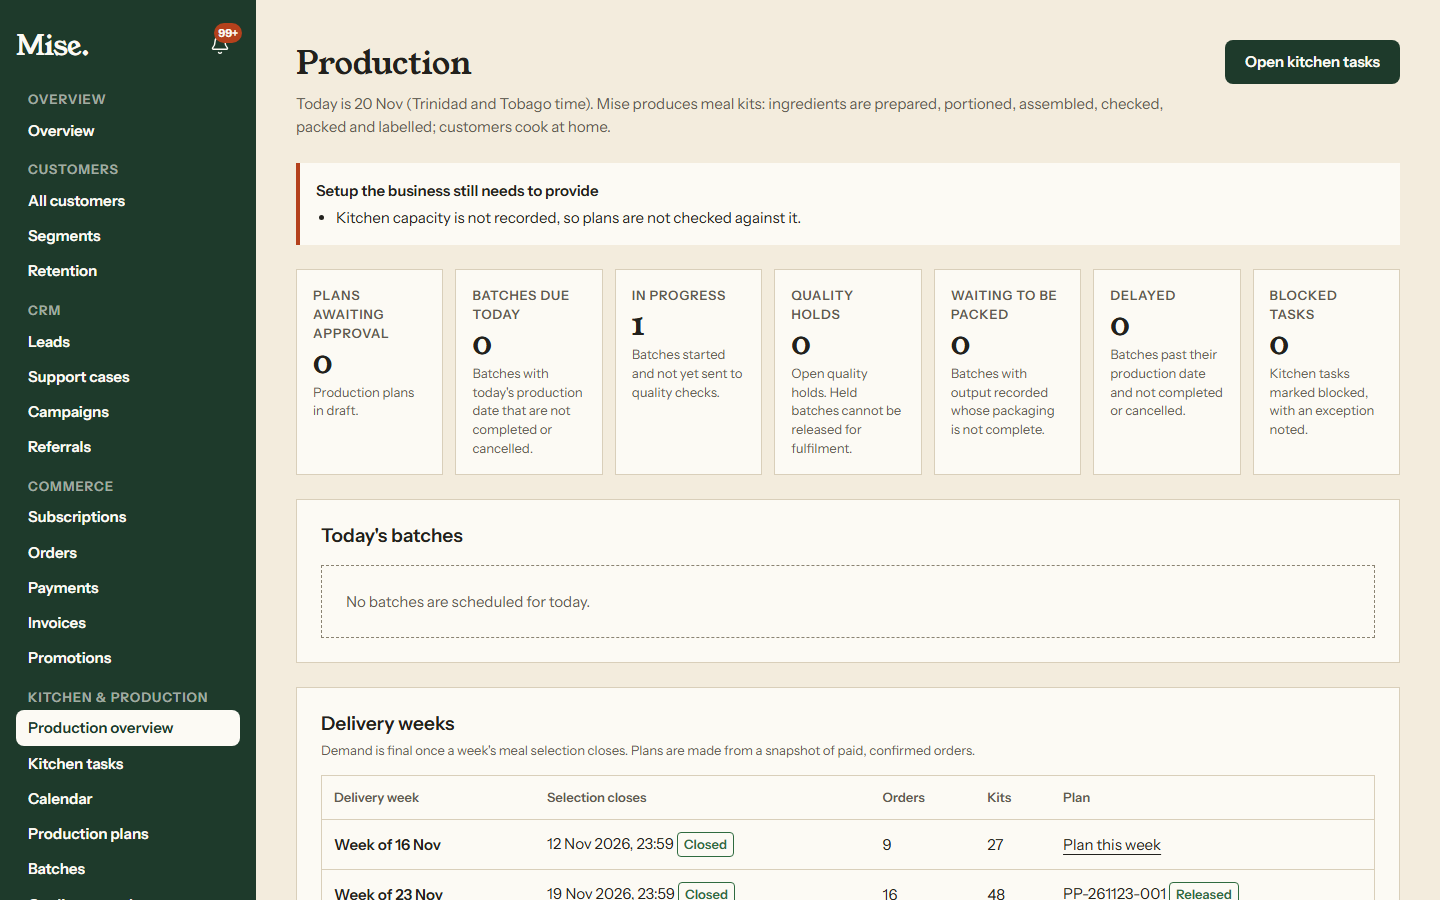 Mise.
99+
OVERVIEW
Overview
CUSTOMERS
All customers
Segments
Retention
CRM
Leads
Support cases
Campaigns
Referrals
COMMERCE
Subscriptions
Orders
Payments
Invoices
Promotions
KITCHEN & PRODUCTION
Production overview
Kitchen tasks
Calendar
Production plans
Batches
Production
Open kitchen tasks
Today is 20 Nov (Trinidad and Tobago time). Mise produces meal kits: ingredients are prepared, portioned, assembled, checked,
packed and labelled; customers cook at home.
Setup the business still needs to provide
• Kitchen capacity is not recorded, so plans are not checked against it.
PLANS
AWAITING
APPROVAL
0
Production plans
in draft.
BATCHES DUE
TODAY
0
Batches with
today's production
date that are not
completed or
cancelled.
IN PROGRESS
1
Batches started
and not yet sent to
quality checks.
QUALITY
HOLDS
0
Open quality
holds. Held
batches cannot be
released for
fulfilment.
WAITING TO BE
PACKED
0
Batches with
output recorded
whose packaging
is not complete.
DELAYED
0
Batches past their
production date
and not completed
or cancelled.
BLOCKED
TASKS
0
Kitchen tasks
marked blocked,
with an exception
noted.
Today's batches
No batches are scheduled for today.
Delivery weeks
Demand is final once a week's meal selection closes. Plans are made from a snapshot of paid, confirmed orders.
Delivery week Selection closes Orders Kits Plan
Week of 16 Nov 12 Nov 2026, 23:59 Closed 9 27 Plan this week
Week of 23 Nov 19 Nov 2026, 23:59 Closed 16 48 PP-261123-001 Released